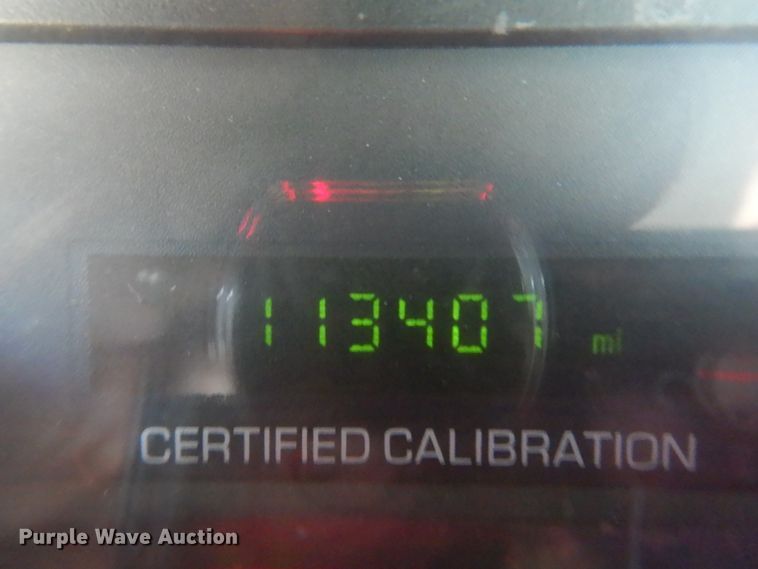 113407 mi
CERTIFIED CALIBRATION
Purple Wave Auction